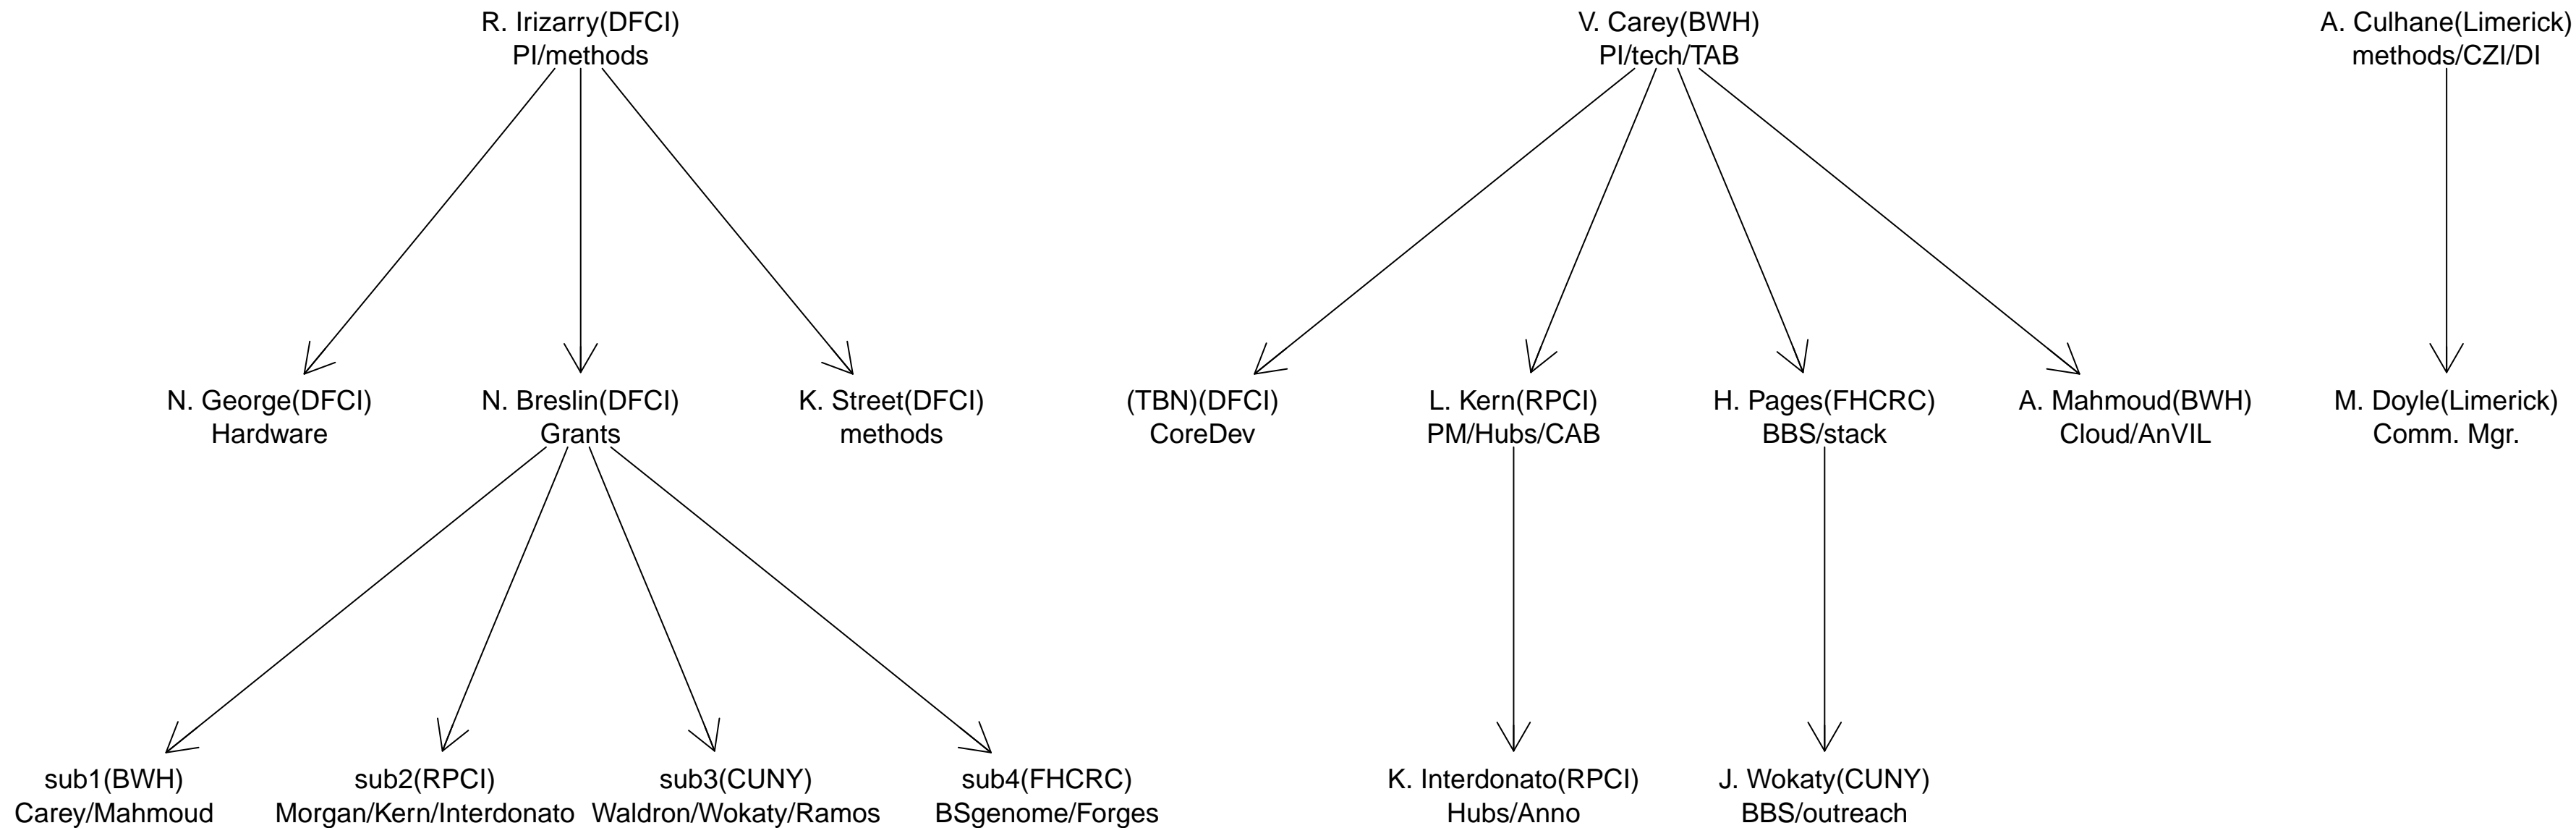 R. Irizarry(DFCI)
PI/methods
V. Carey(BWH)
PI/tech/TAB
A. Culhane(Limerick)
methods/CZI/DI
N. George(DFCI)
Hardware
N. Breslin(DFCI)
Grants
K. Street(DFCI)
methods
(TBN)(DFCI)
CoreDev
L. Kern(RPCI)
PM/Hubs/CAB
H. Pages(FHCRC)
BBS/stack
A. Mahmoud(BWH)
Cloud/AnVIL
M. Doyle(Limerick)
Comm. Mgr.
sub1(BWH)
Carey/Mahmoud
sub2(RPCI)
Morgan/Kern/Interdonato
sub3(CUNY)
Waldron/Wokaty/Ramos
sub4(FHCRC)
BSgenome/Forges
K. Interdonato(RPCI)
Hubs/Anno
J. Wokaty(CUNY)
BBS/outreach